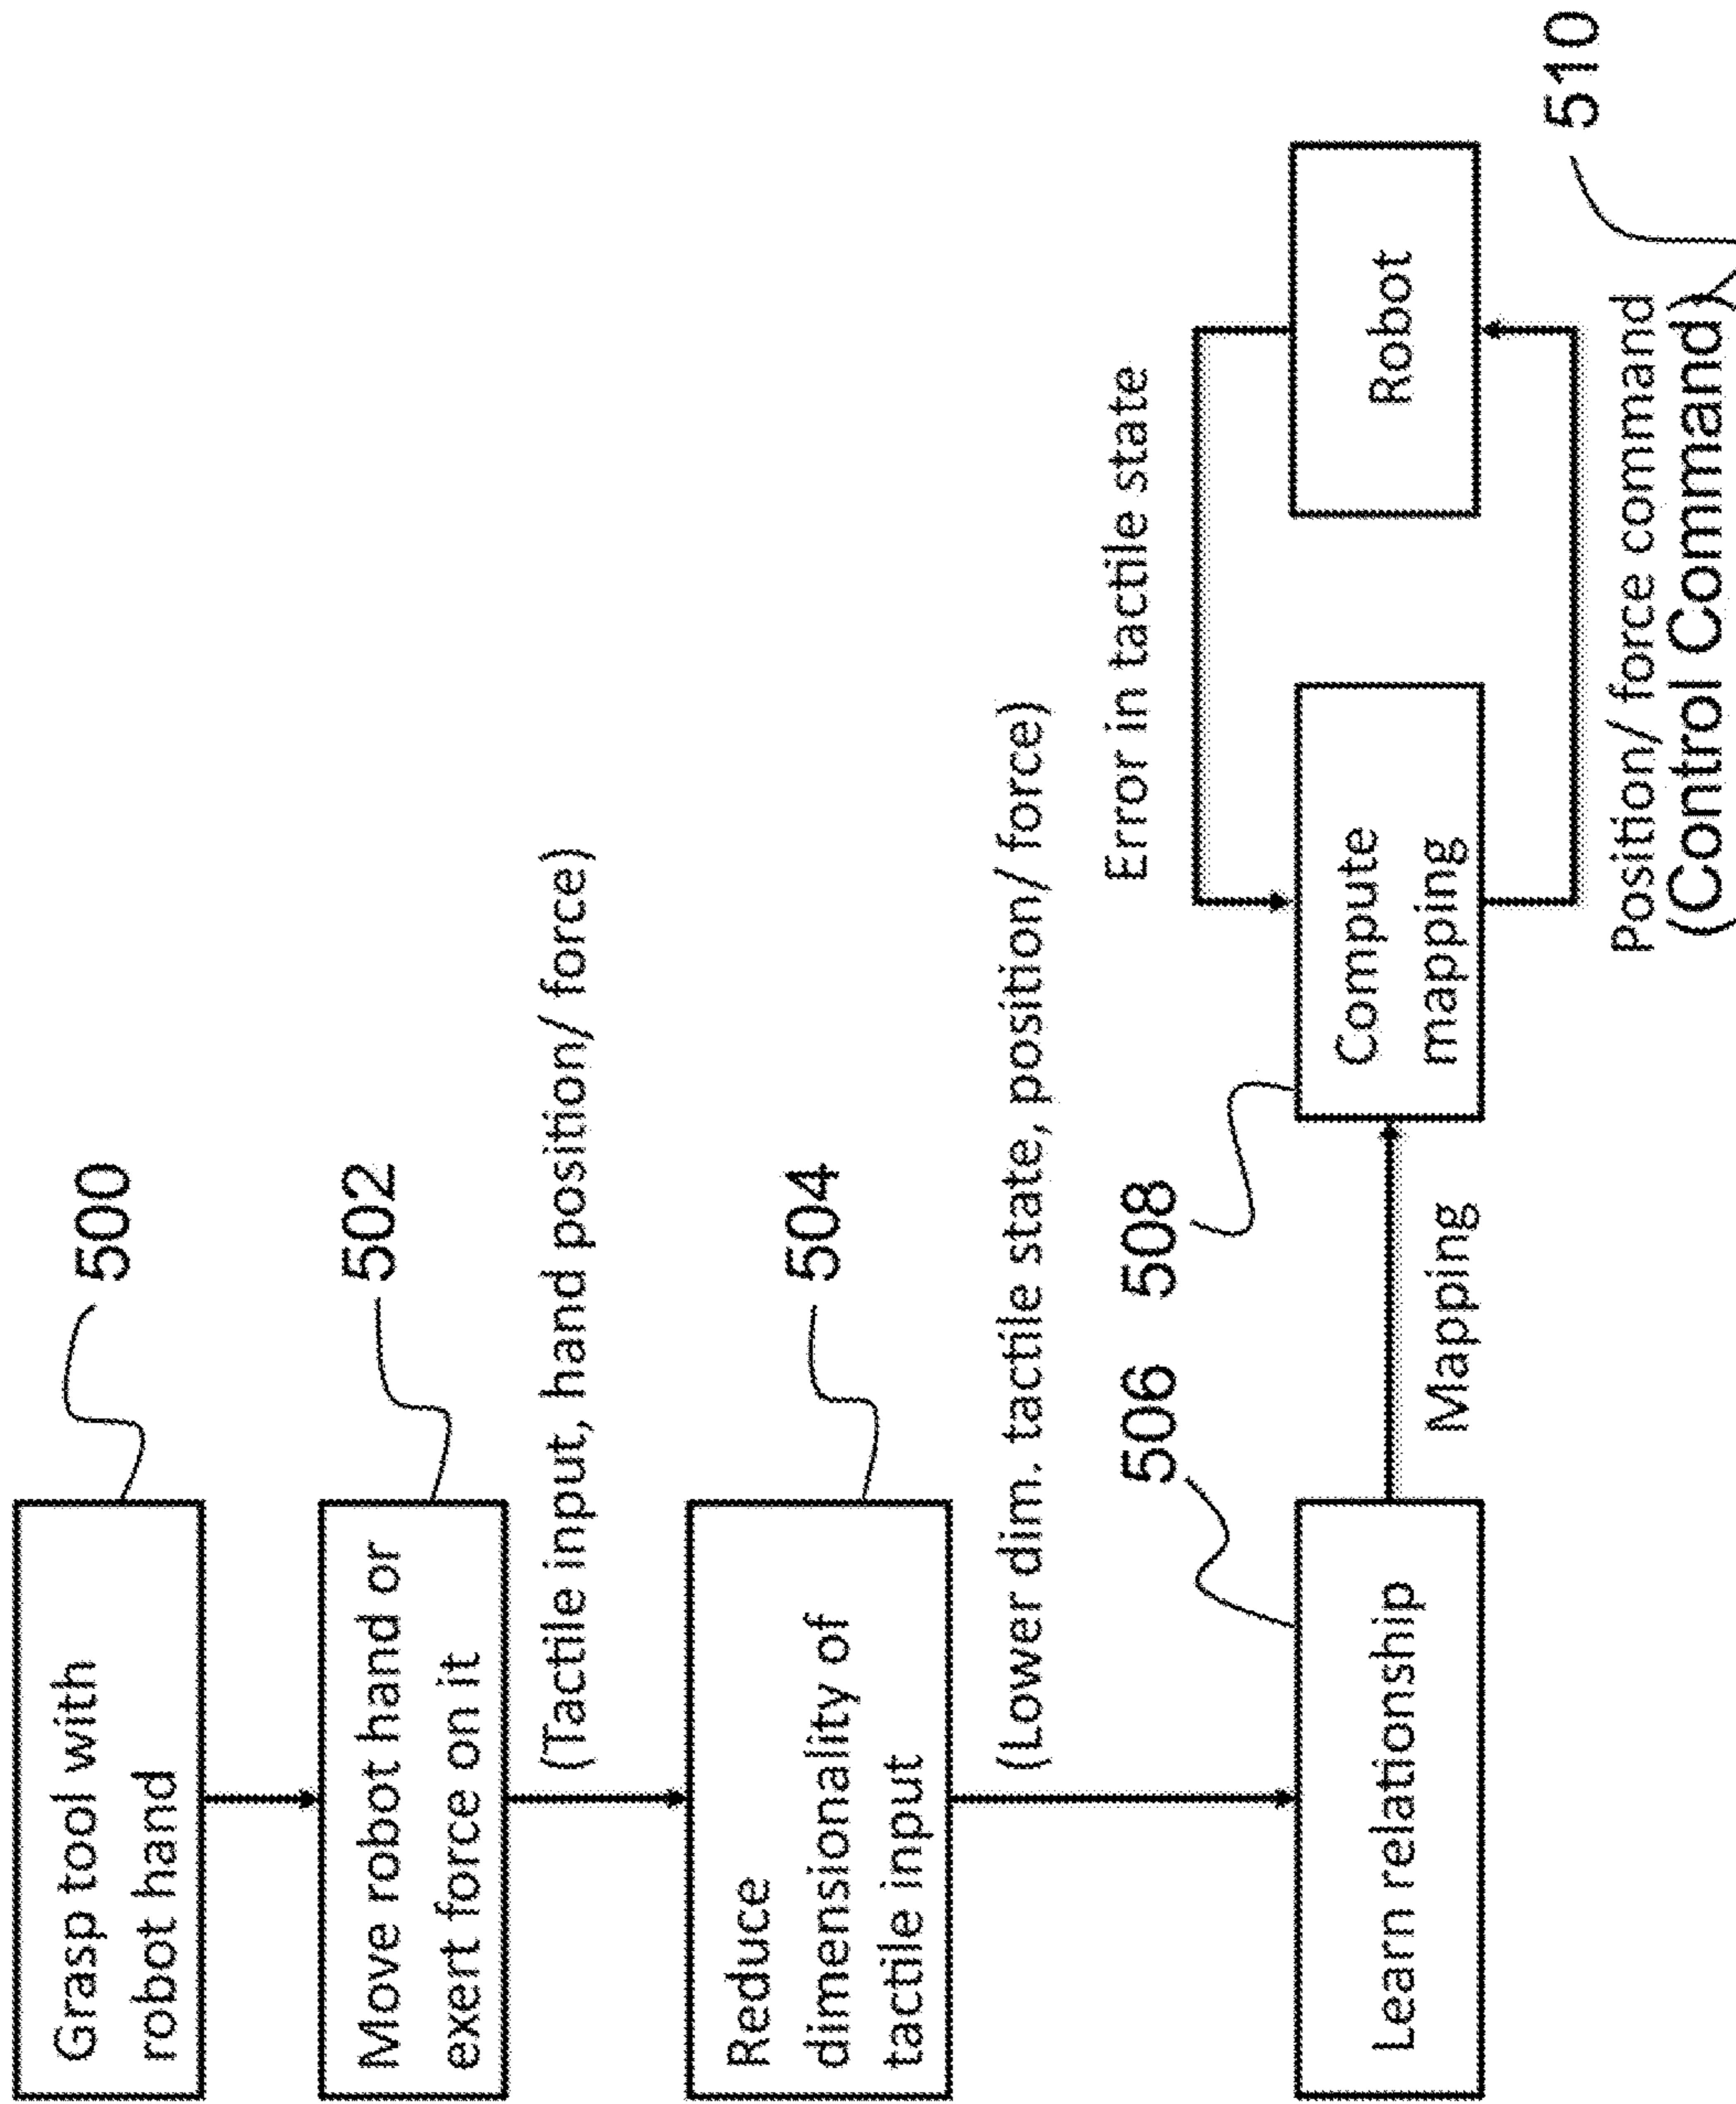 Grasp tool with
robot hand
500
Move robot hand or
exert force on it
502
(Tactile input, hand position/ force)
Reduce
dimensionality of
tactile input
504
(Lower dim. tactile state, position/ force)
Learn relationship
506
Mapping
508
Compute
mapping
Error in tactile state
Robot
Position/ force command
(Control Command)
510